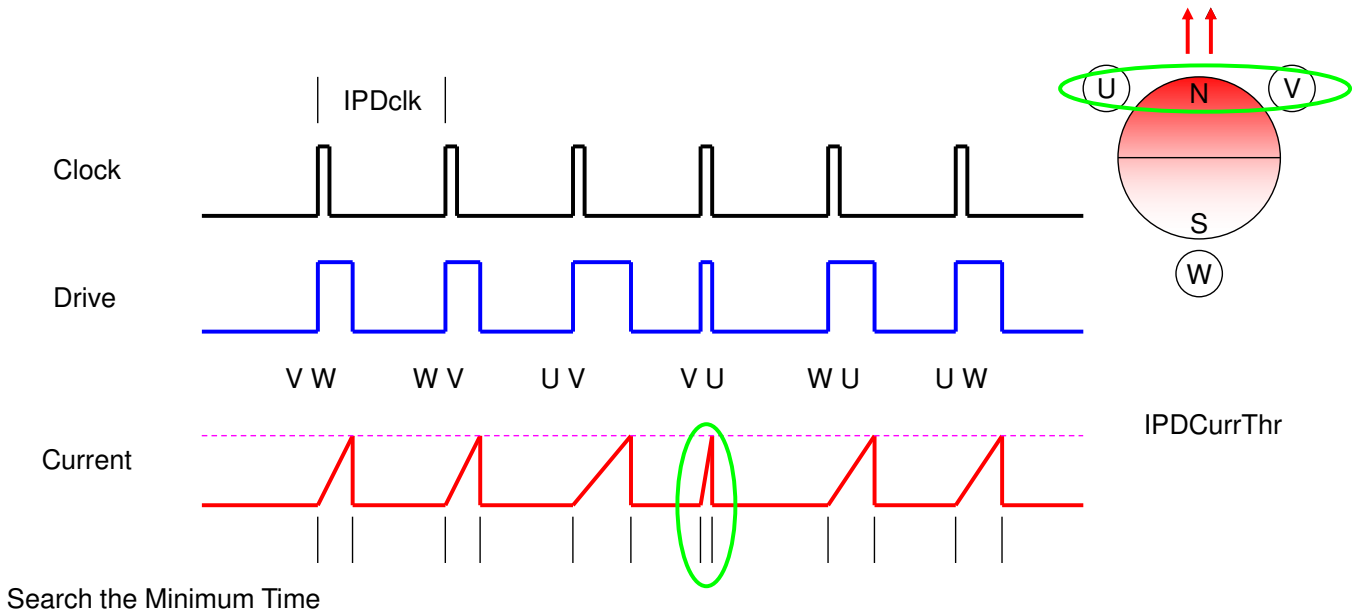 IPDclk
U
V
N
Clock
S
W
Drive
V W
W V
U V
V U
W U
U W
IPDCurrThr
Current
Search the Minimum Time